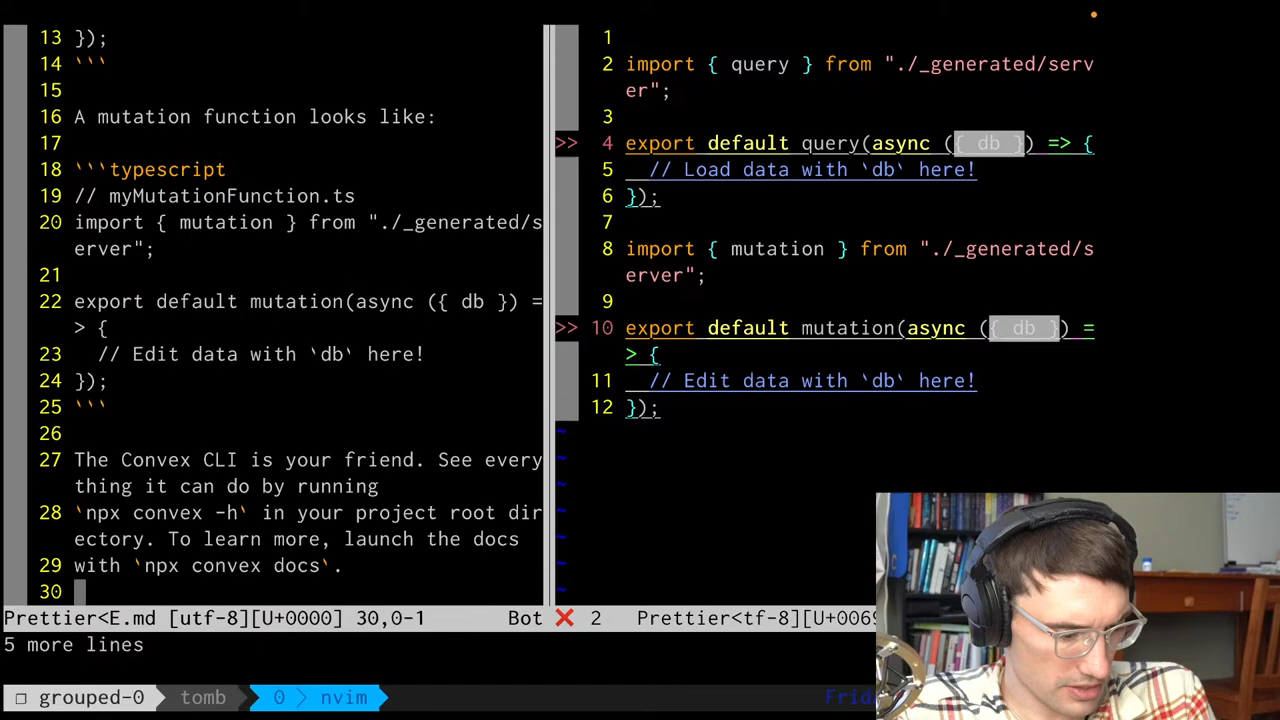 13 });
14 ```
15
16 A mutation function looks like:
17
18 ```typescript
19 // myMutationFunction.ts
20 import { mutation } from "./_generated/s
erver";
21
22 export default mutation(async ({ db }) =
> {
23   // Edit data with `db` here!
24 });
25 ```
26
27 The Convex CLI is your friend. See every
thing it can do by running
28 `npx convex -h` in your project root dir
ectory. To learn more, launch the docs
29 with `npx convex docs`.
30
Prettier<E.md [utf-8][U+0000] 30,0-1 Bot
1
2 import { query } from "./_generated/serv
er";
3
>> 4 export default query(async ({ db }) => {
5   // Load data with `db` here!
6 });
7
8 import { mutation } from "./_generated/s
erver";
9
>> 10 export default mutation(async ({ db }) =
> {
11   // Edit data with `db` here!
12 });
~
~
~
~
~
~
~
❌ 2 Prettier<tf-8][U+006
5 more lines
❐ grouped-0 tomb 0 > nvim